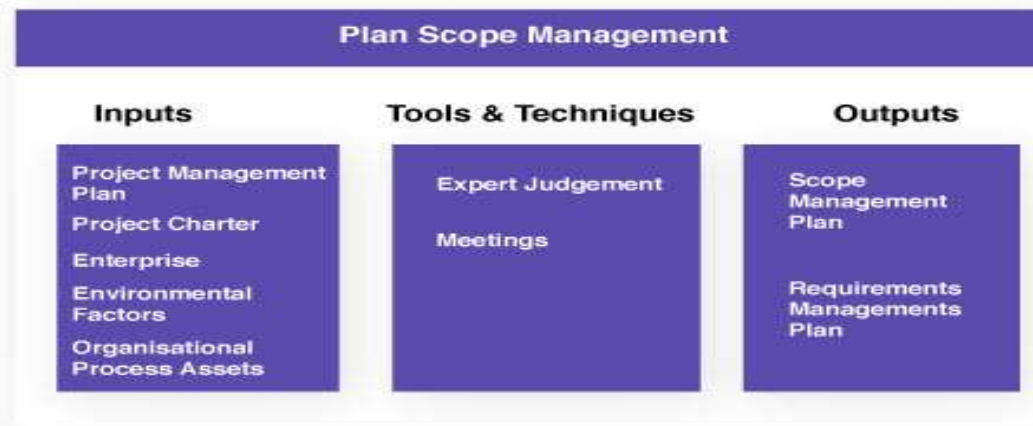 Plan Scope Management
Inputs
Project Management
Plan
Project Charter
Enterprise
Environmental
Factors
Organisational
Process Assets
Tools & Techniques
Expert Judgement
Meetings
Outputs
Scope
Management
Plan
Requirements
Managements
Plan